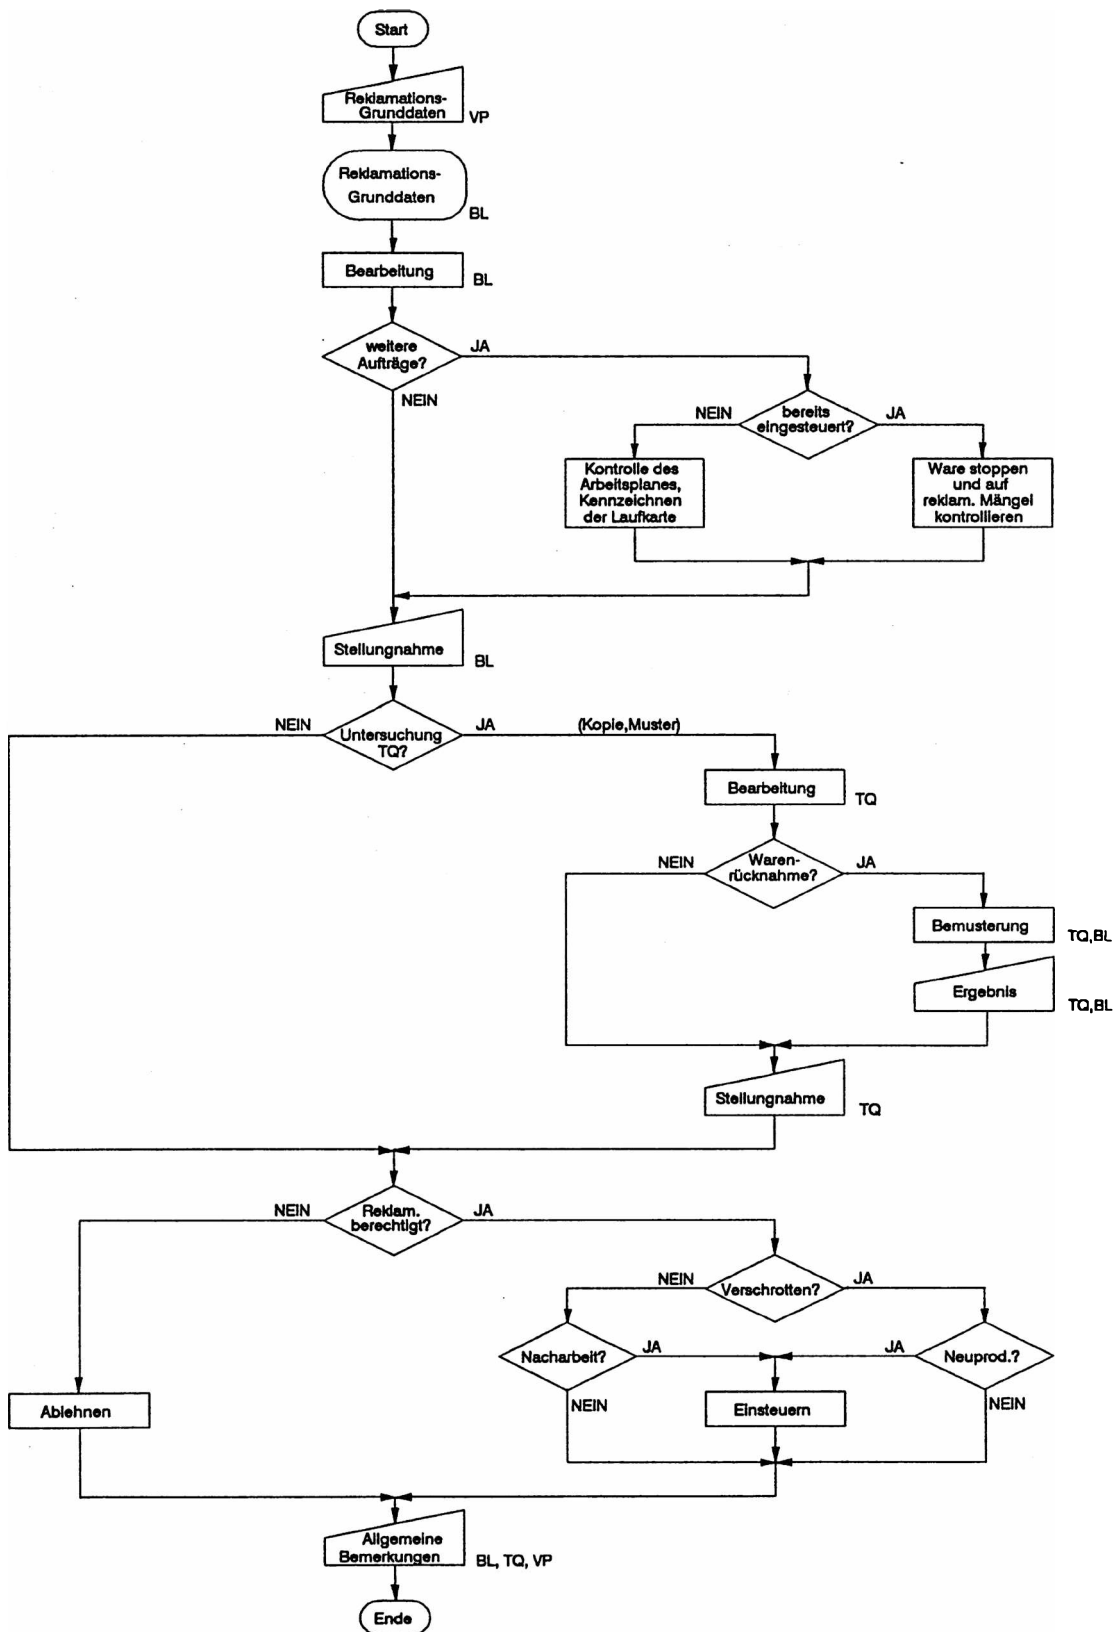 Start
Reklamations-
Grunddaten
VP
Reklamations-
Grunddaten
BL
Bearbeitung
BL
weitere
Aufträge?
JA
NEIN
bereits
eingesteuert?
NEIN
JA
Kontrolle des
Arbeitsplanes,
Kennzeichnen
der Laufkarte
Ware stoppen
und auf
reklam. Mängel
kontrollieren
Stellungnahme
BL
NEIN
Untersuchung
TQ?
JA
(Kopie,Muster)
Bearbeitung
TQ
NEIN
Waren-
rücknahme?
JA
Bemusterung
TQ,BL
Ergebnis
TQ,BL
Stellungnahme
TQ
NEIN
Reklam.
berechtigt?
JA
NEIN
Verschrotten?
JA
Nacharbeit?
JA
JA
Neuprod.?
NEIN
NEIN
Ablehnen
Einsteuern
Allgemeine
Bemerkungen
BL, TQ, VP
Ende